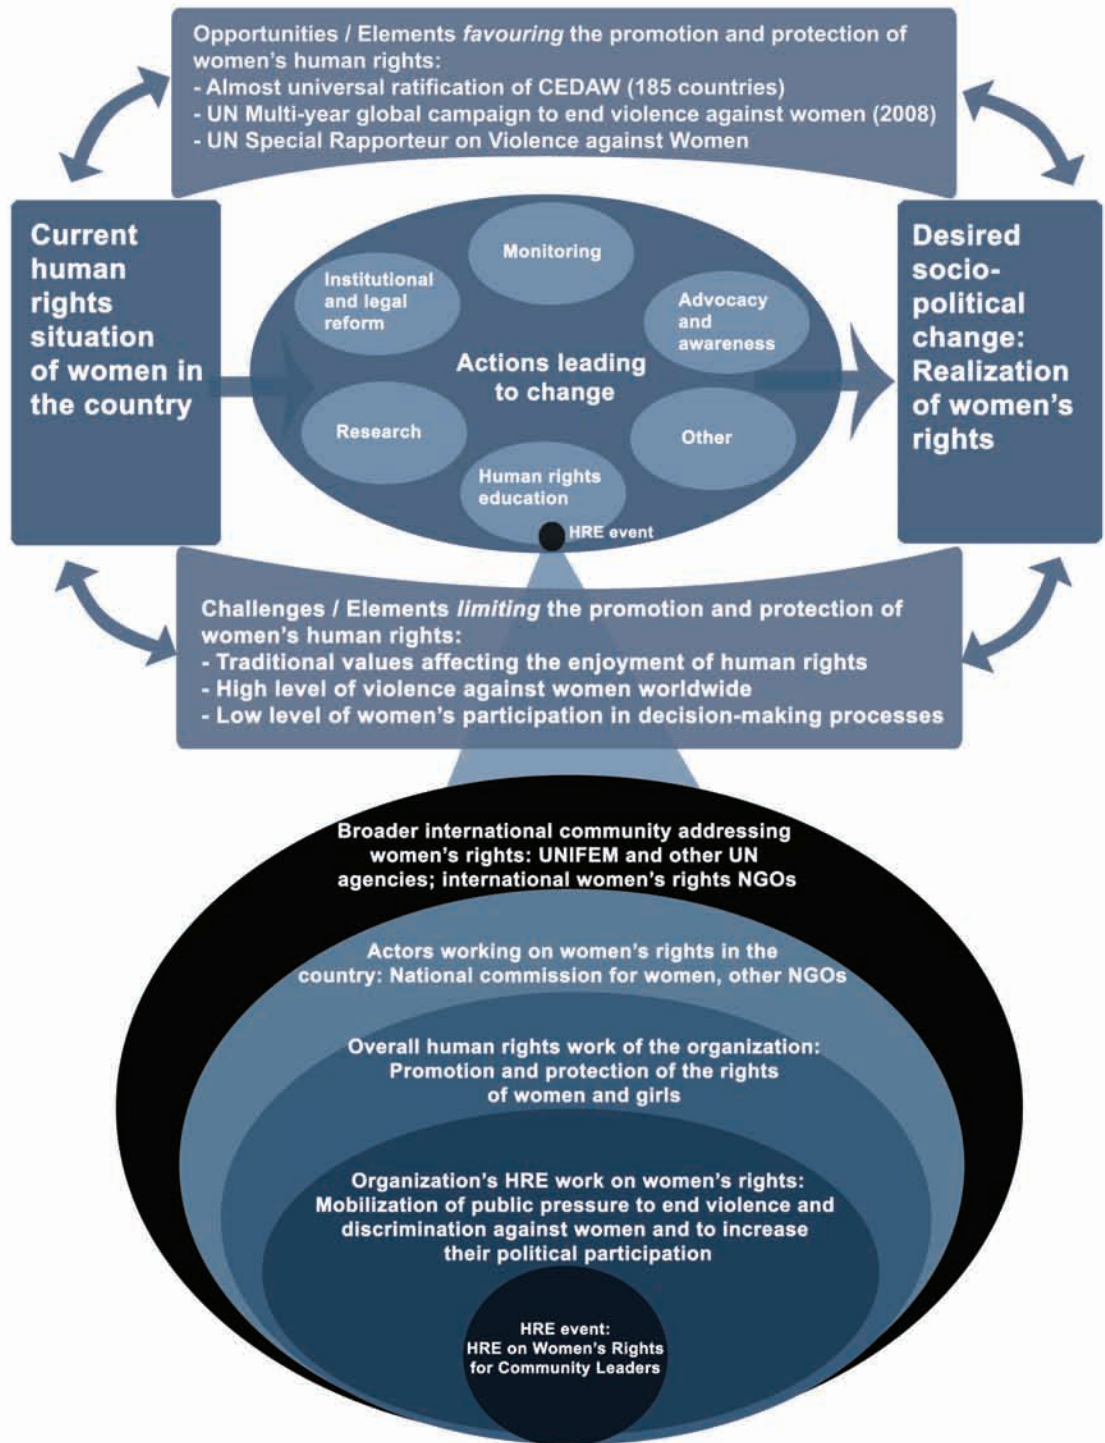 Opportunities / Elements favouring the promotion and protection of
women's human rights:
- Almost universal ratification of CEDAW (185 countries)
- UN Multi-year global campaign to end violence against women (2008)
- UN Special Rapporteur on Violence against Women
Current
human
rights
situation
of women in
the country
Monitoring
Institutional
and legal
reform
Advocacy
and
awareness
Actions leading
to change
Research
Other
Human rights
education
HRE event
Desired
socio-
political
change:
Realization
of women's
rights
Challenges / Elements limiting the promotion and protection of
women's human rights:
- Traditional values affecting the enjoyment of human rights
- High level of violence against women worldwide
- Low level of women's participation in decision-making processes
Broader international community addressing
women's rights: UNIFEM and other UN
agencies; international women's rights NGOs
Actors working on women's rights in the
country: National commission for women, other NGOs
Overall human rights work of the organization:
Promotion and protection of the rights
of women and girls
Organization's HRE work on women's rights:
Mobilization of public pressure to end violence and
discrimination against women and to increase
their political participation
HRE event:
HRE on Women's Rights
for Community Leaders